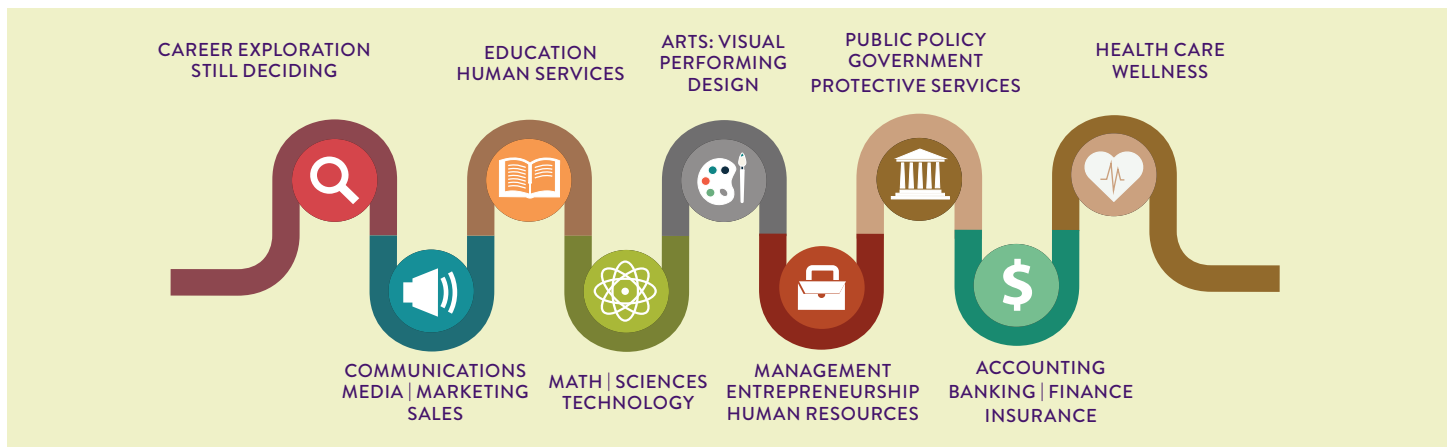 CAREER EXPLORATION
STILL DECIDING
EDUCATION
HUMAN SERVICES
ARTS: VISUAL
PERFORMING
DESIGN
PUBLIC POLICY
GOVERNMENT
PROTECTIVE SERVICES
HEALTH CARE
WELLNESS
$
COMMUNICATIONS
MEDIA | MARKETING
SALES
MATH | SCIENCES
TECHNOLOGY
MANAGEMENT
ENTREPRENEURSHIP
HUMAN RESOURCES
ACCOUNTING
BANKING | FINANCE
INSURANCE